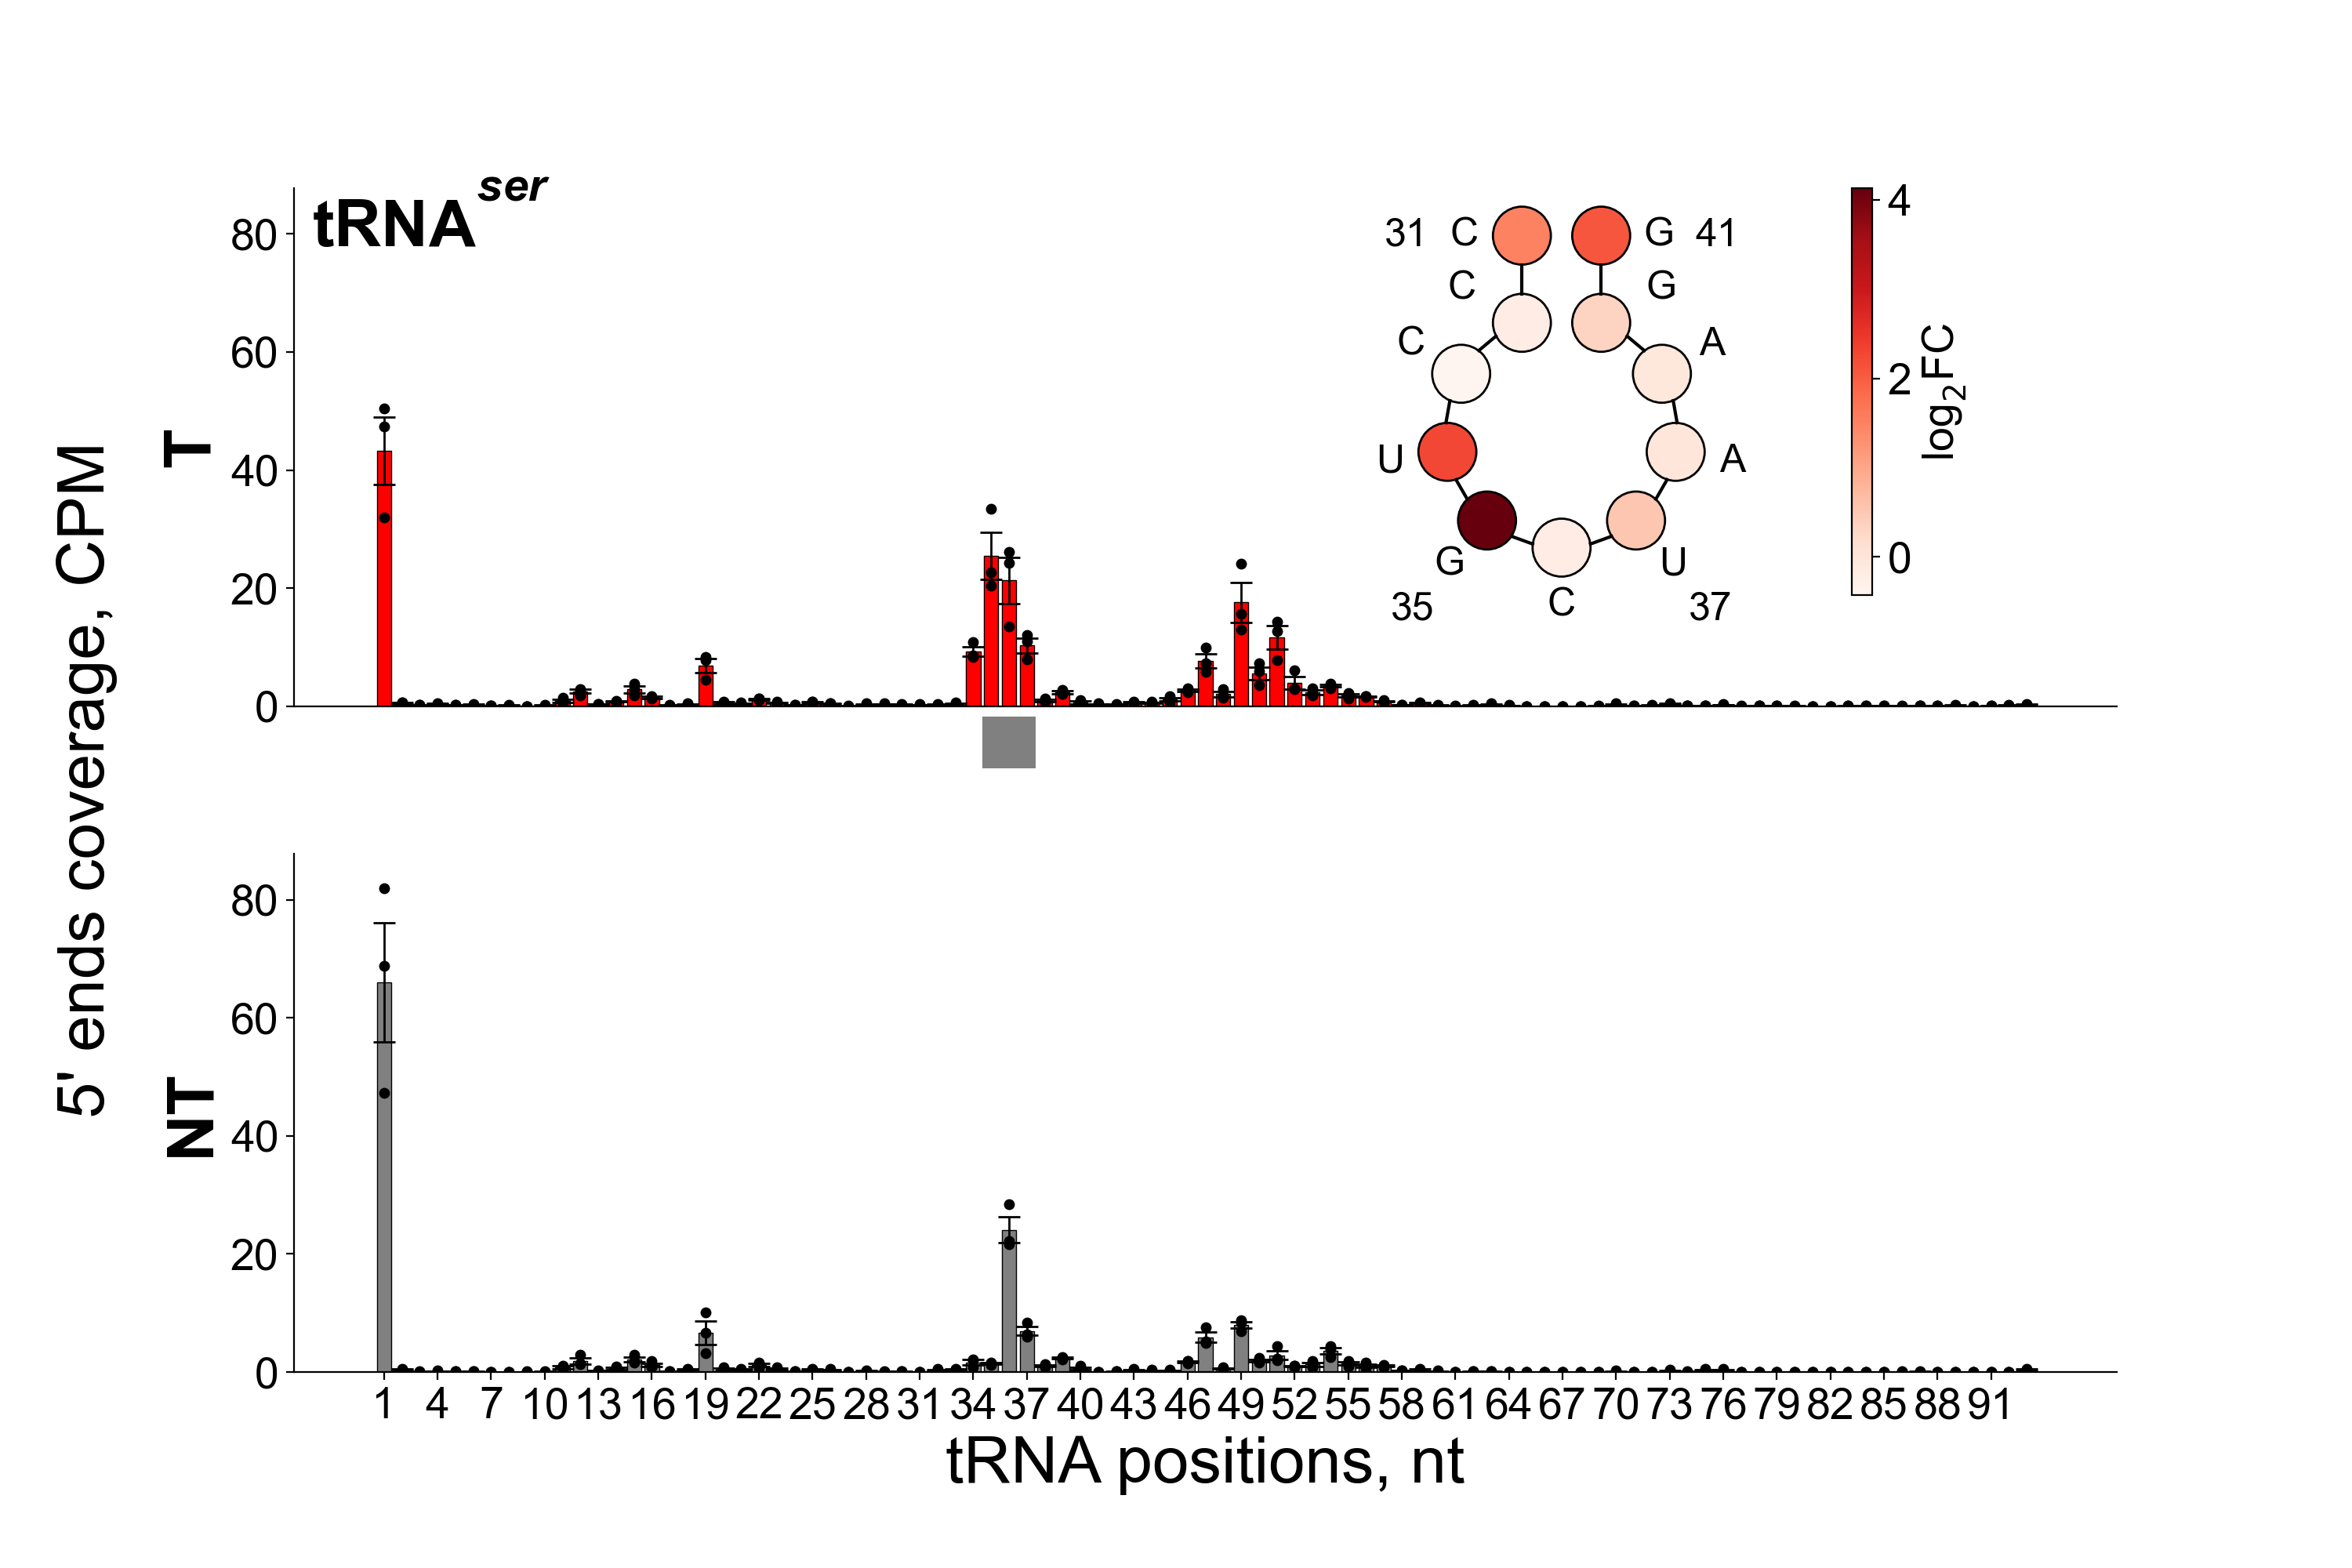 tRNA^ser
5' ends coverage, CPM
T
80
60
40
20
0
31 C G 41
C G
C A
U A
G U
35 C 37
4
2
0
log₂FC
NT
80
60
40
20
0
1 4 7 10 13 16 19 22 25 28 31 34 37 40 43 46 49 52 55 58 61 64 67 70 73 76 79 82 85 88 91
tRNA positions, nt